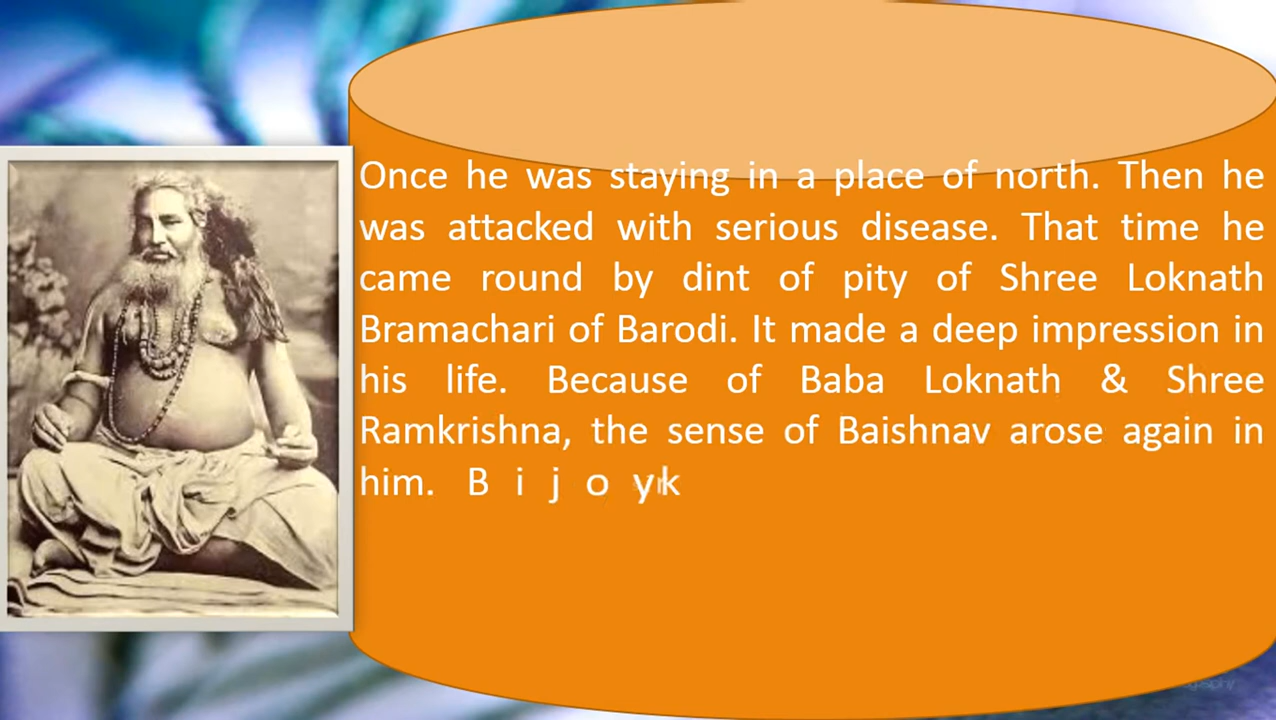 Once he was staying in a place of north. Then he
was attacked with serious disease. That time he
came round by dint of pity of Shree Loknath
Bramachari of Barodi. It made a deep impression in
his life. Because of Baba Loknath & Shree
Ramkrishna, the sense of Baishnav arose again in
him. B i j o y k